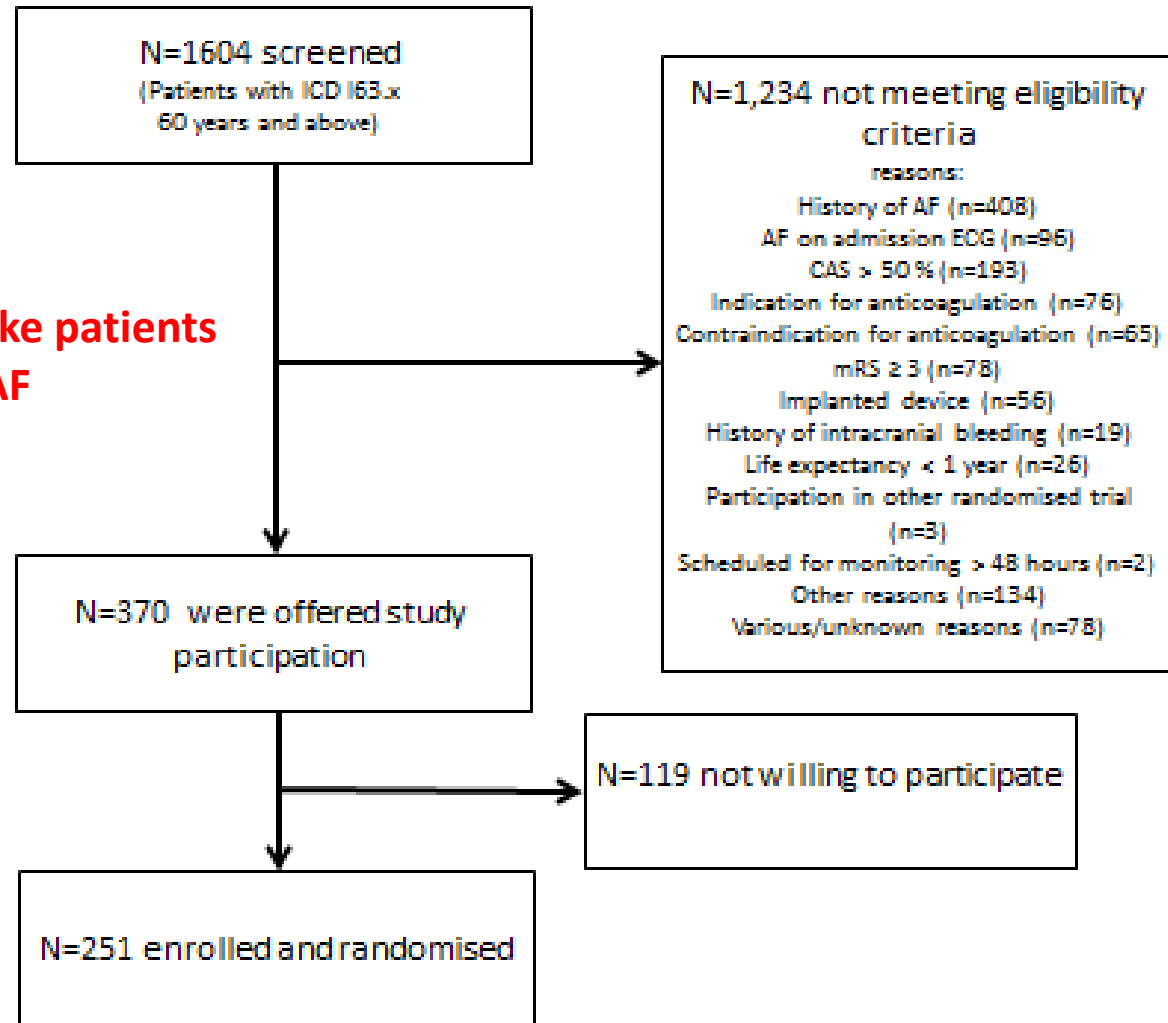 N=1604 screened
(Patients with ICD I63.x
60 years and above)
N=1,234 not meeting eligibility
criteria
reasons:
History of AF (n=408)
AF on admission ECG (n=96)
CAS > 50 % (n=193)
Indication for anticoagulation (n=76)
Contraindication for anticoagulation (n=65)
mRS ≥ 3 (n=78)
Implanted device (n=56)
History of intracranial bleeding (n=19)
Life expectancy < 1 year (n=26)
Participation in other randomised trial
(n=3)
Scheduled for monitoring > 48 hours (n=2)
Other reasons (n=134)
Various/unknown reasons (n=78)
ke patients
AF
N=370 were offered study
participation
N=119 not willing to participate
N=251 enrolled and randomised